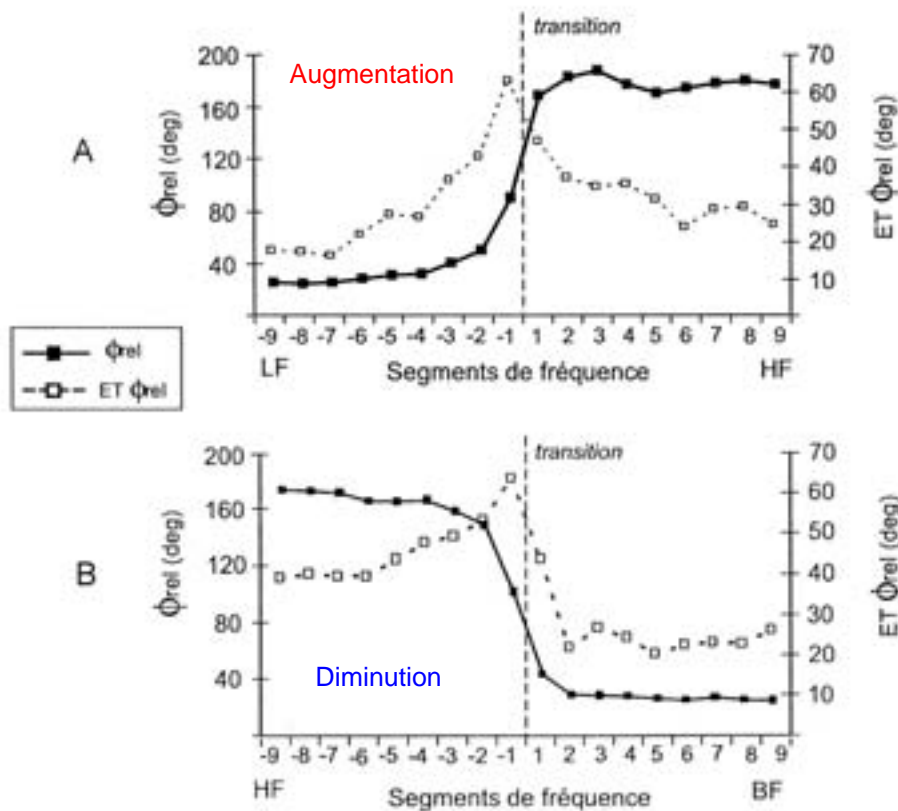 transition
Augmentation
A
ϕrel (deg)
200
160
120
80
40
70
60
50
40
30
20
10
ET ϕrel (deg)
-9 -8 -7 -6 -5 -4 -3 -2 -1 1 2 3 4 5 6 7 8 9
LF Segments de fréquence HF
ϕrel
ET ϕrel
transition
B
ϕrel (deg)
200
160
120
80
40
70
60
50
40
30
20
10
ET ϕrel (deg)
Diminution
-9 -8 -7 -6 -5 -4 -3 -2 -1 1 2 3 4 5 6 7 8 9
HF Segments de fréquence BF